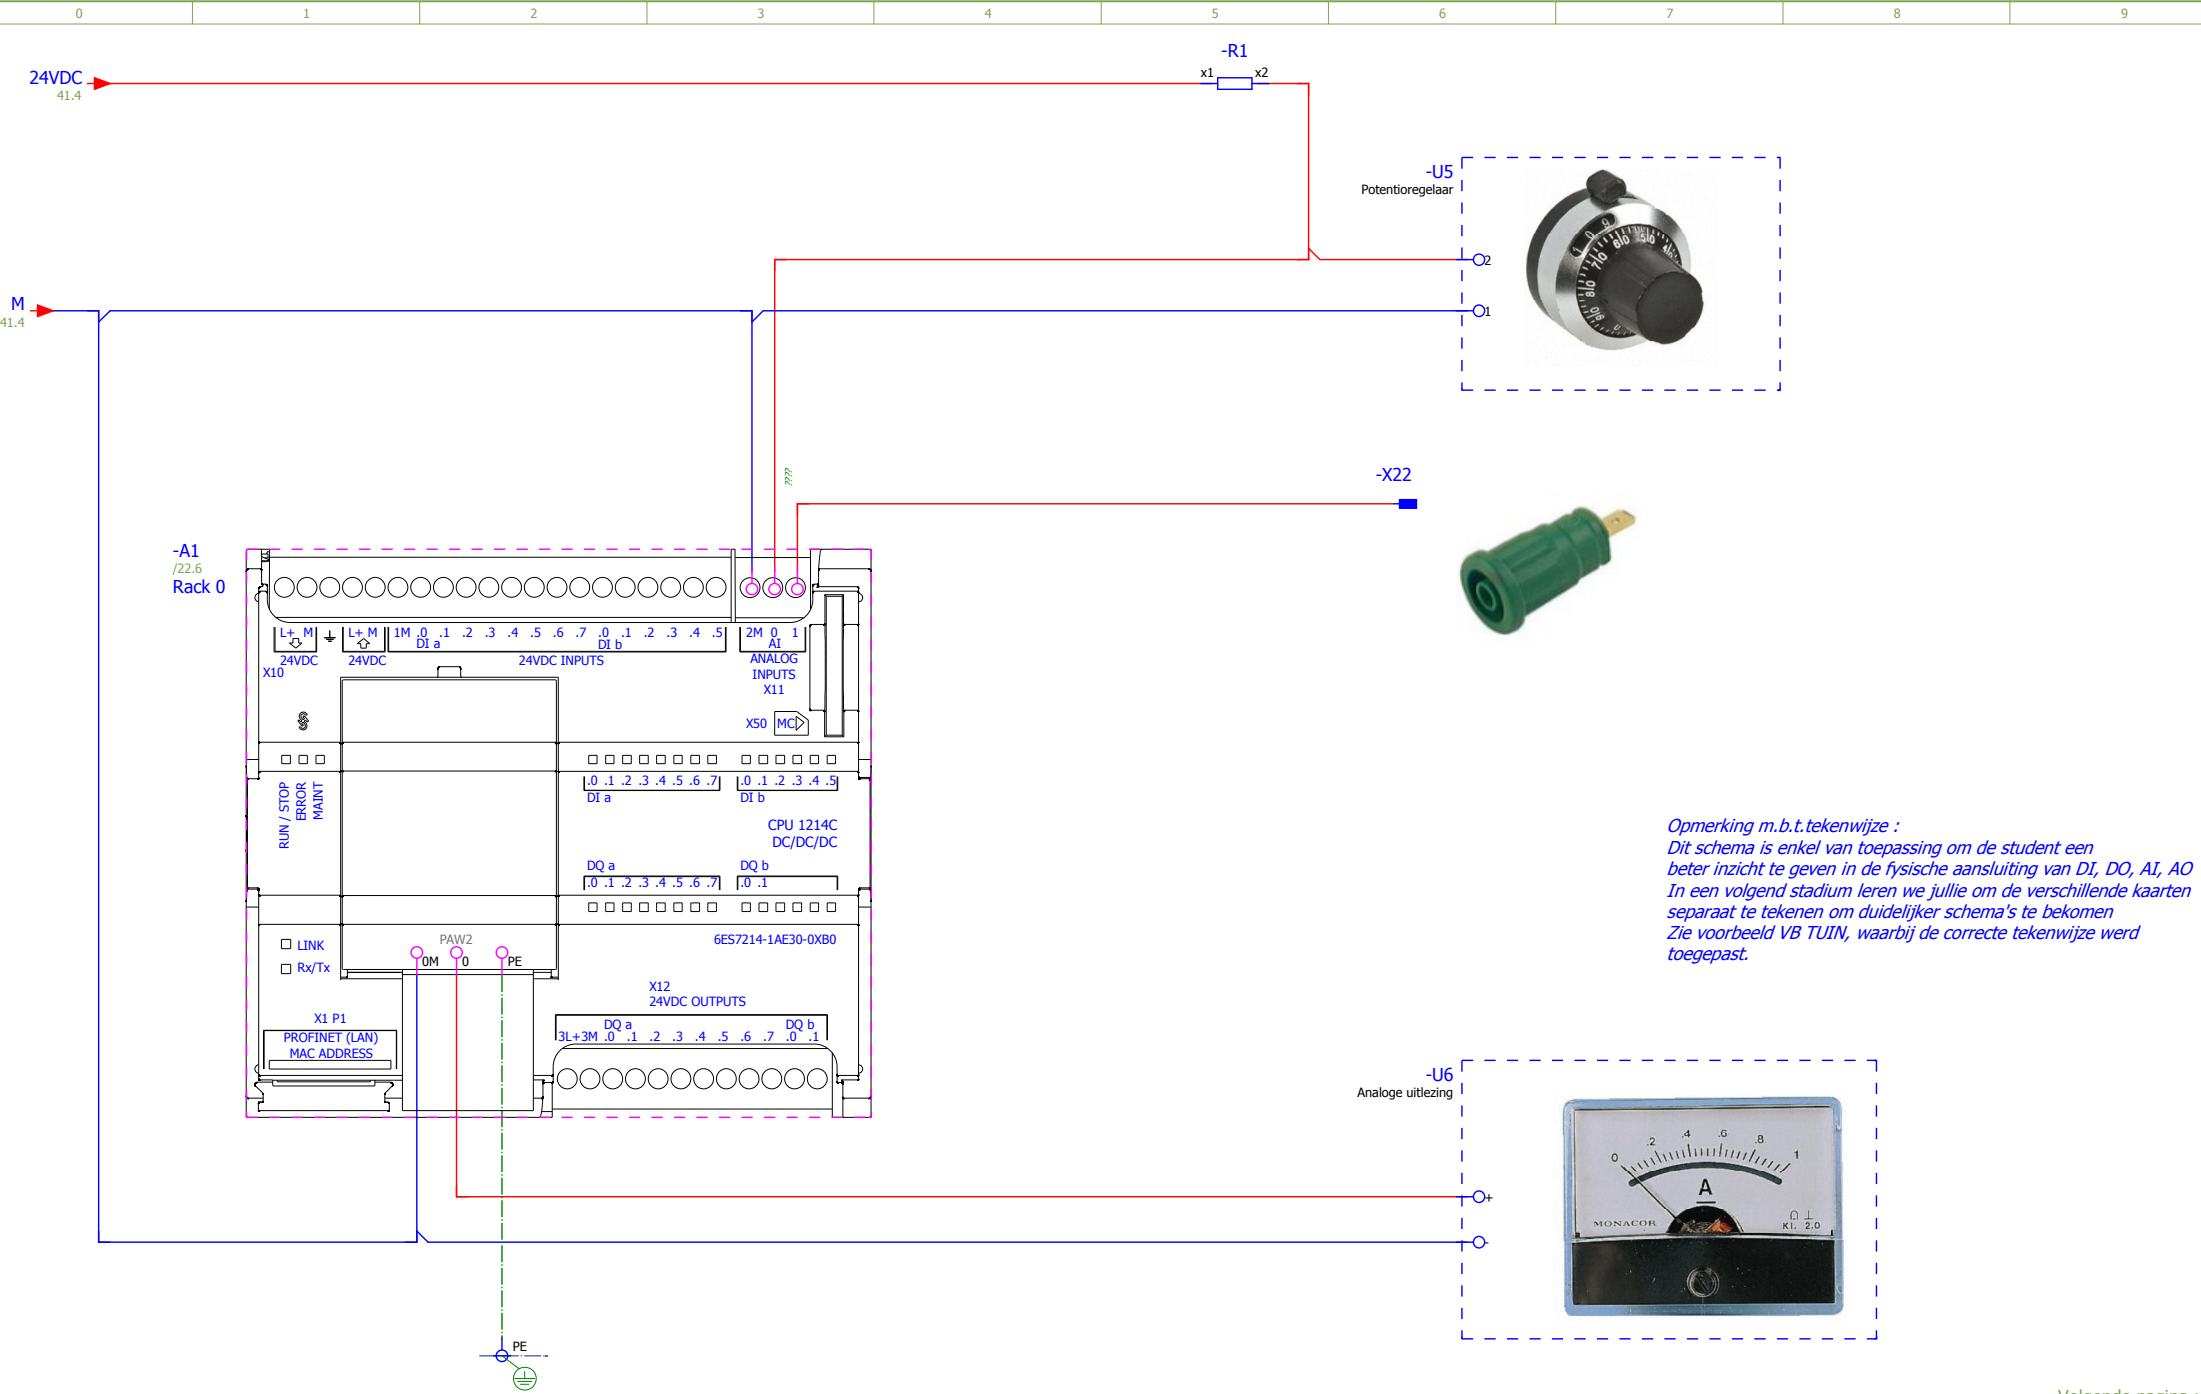 0 1 2 3 4 5 6 7 8 9
-R1
x1 x2
24VDC
41.4
-U5
Potentioregelaar
2
1
M
41.4
????
-X22
-A1
/22.6
Rack 0
L+ M L+ M 1M .0 .1 .2 .3 .4 .5 .6 .7 .0 .1 .2 .3 .4 .5 2M 0 1
DI a DI b AI
24VDC 24VDC 24VDC INPUTS ANALOG
INPUTS
X10
X11
X50 MC
.0 .1 .2 .3 .4 .5 .6 .7 .0 .1 .2 .3 .4 .5
DI a DI b
RUN / STOP
ERROR
MAINT
CPU 1214C
DC/DC/DC
DQ a DQ b
.0 .1 .2 .3 .4 .5 .6 .7 .0 .1
Opmerking m.b.t.tekenwijze :
Dit schema is enkel van toepassing om de student een
beter inzicht te geven in de fysische aansluiting van DI, DO, AI, AO
In een volgend stadium leren we jullie om de verschillende kaarten
separaat te tekenen om duidelijker schema's te bekomen
Zie voorbeeld VB TUIN, waarbij de correcte tekenwijze werd
toegepast.
LINK
Rx/Tx
PAW2
0M 0 PE
6ES7214-1AE30-0XB0
X12
24VDC OUTPUTS
X1 P1
PROFINET (LAN)
MAC ADDRESS
DQ a DQ b
3L+3M .0 .1 .2 .3 .4 .5 .6 .7 .0 .1
-U6
Analoge uitlezing
+
-
0 .2 .4 .6 .8 1
A
MONACOR
Kl. 2.0
PE